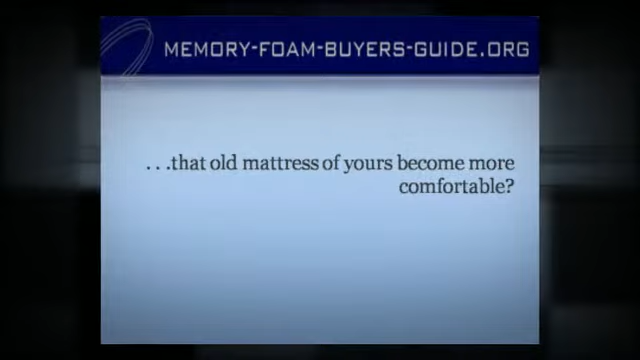 MEMORY-FOAM-BUYERS-GUIDE.ORG
. . .that old mattress of yours become more
comfortable?